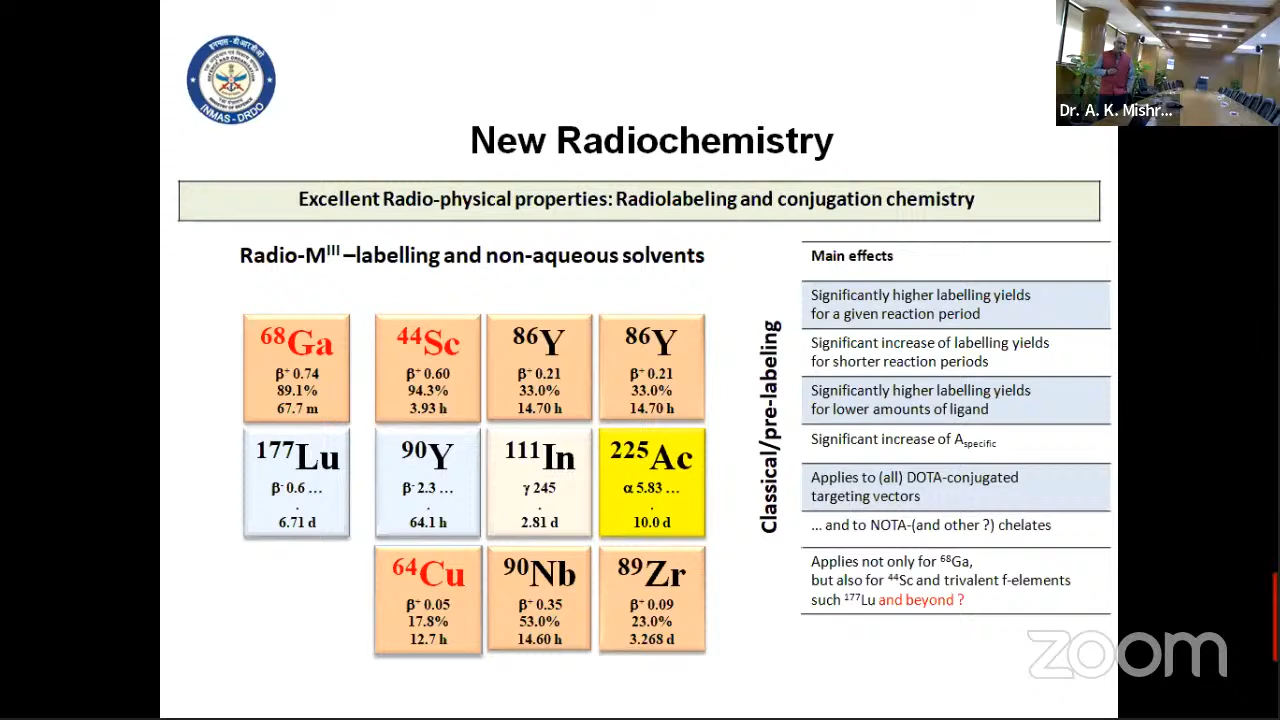 INMAS - DRDO
Dr. A. K. Mishr...
New Radiochemistry
Excellent Radio-physical properties: Radiolabeling and conjugation chemistry
Radio-Mᴵᴵᴵ –labelling and non-aqueous solvents
⁶⁸Ga
β⁺ 0.74
89.1%
67.7 m
⁴⁴Sc
β⁺ 0.60
94.3%
3.93 h
⁸⁶Y
β⁺ 0.21
33.0%
14.70 h
⁸⁶Y
β⁺ 0.21
33.0%
14.70 h
¹⁷⁷Lu
β⁻ 0.6 ...
.
6.71 d
⁹⁰Y
β⁻ 2.3 ...
.
64.1 h
¹¹¹In
γ 245
.
2.81 d
²²⁵Ac
α 5.83 ...
.
10.0 d
⁶⁴Cu
β⁺ 0.05
17.8%
12.7 h
⁹⁰Nb
β⁺ 0.35
53.0%
14.60 h
⁸⁹Zr
β⁺ 0.09
23.0%
3.268 d
Classical/pre-labeling
Main effects
Significantly higher labelling yields
for a given reaction period
Significant increase of labelling yields
for shorter reaction periods
Significantly higher labelling yields
for lower amounts of ligand
Significant increase of Aspecific
Applies to (all) DOTA-conjugated
targeting vectors
... and to NOTA-(and other ?) chelates
Applies not only for ⁶⁸Ga,
but also for ⁴⁴Sc and trivalent f-elements
such ¹⁷⁷Lu and beyond ?
zoom